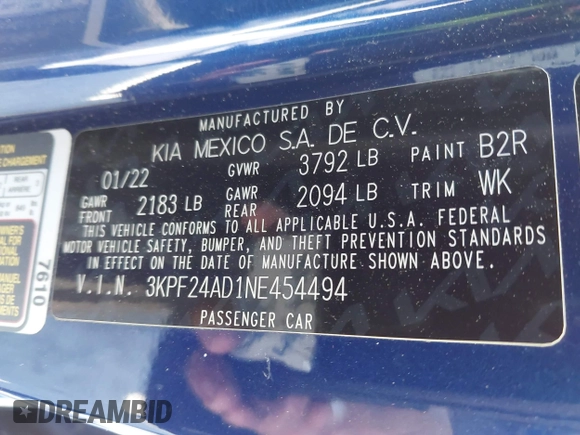 MANUFACTURED BY
KIA MEXICO S.A. DE C.V.
01/22 GVWR 3792 LB PAINT B2R
GAWR FRONT 2183 LB GAWR REAR 2094 LB TRIM WK
THIS VEHICLE CONFORMS TO ALL APPLICABLE U.S.A. FEDERAL
MOTOR VEHICLE SAFETY, BUMPER, AND THEFT PREVENTION STANDARDS
IN EFFECT ON THE DATE OF MANUFACTURE SHOWN ABOVE.
V.I.N. 3KPF24AD1NE454494
PASSENGER CAR
7610
DREAMBID